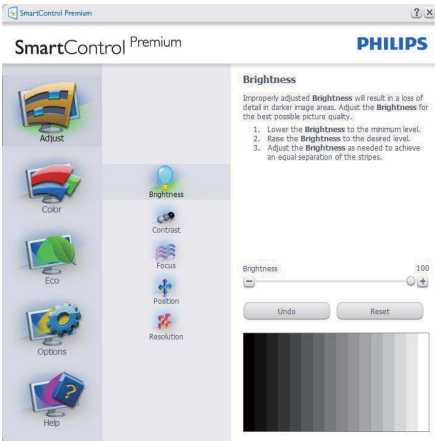 SmartControl Premium
SmartControl Premium
PHILIPS
Adjust
Color
Eco
Options
Help
Brightness
Contrast
Focus
Position
Resolution
Brightness
Improperly adjusted Brightness will result in a loss of
detail in darker image areas. Adjust the Brightness for
the best possible picture quality.
1. Lower the Brightness to the minimum level.
2. Raise the Brightness to the desired level.
3. Adjust the Brightness as needed to achieve
an equal separation of the stripes.
Brightness 100
Undo Reset